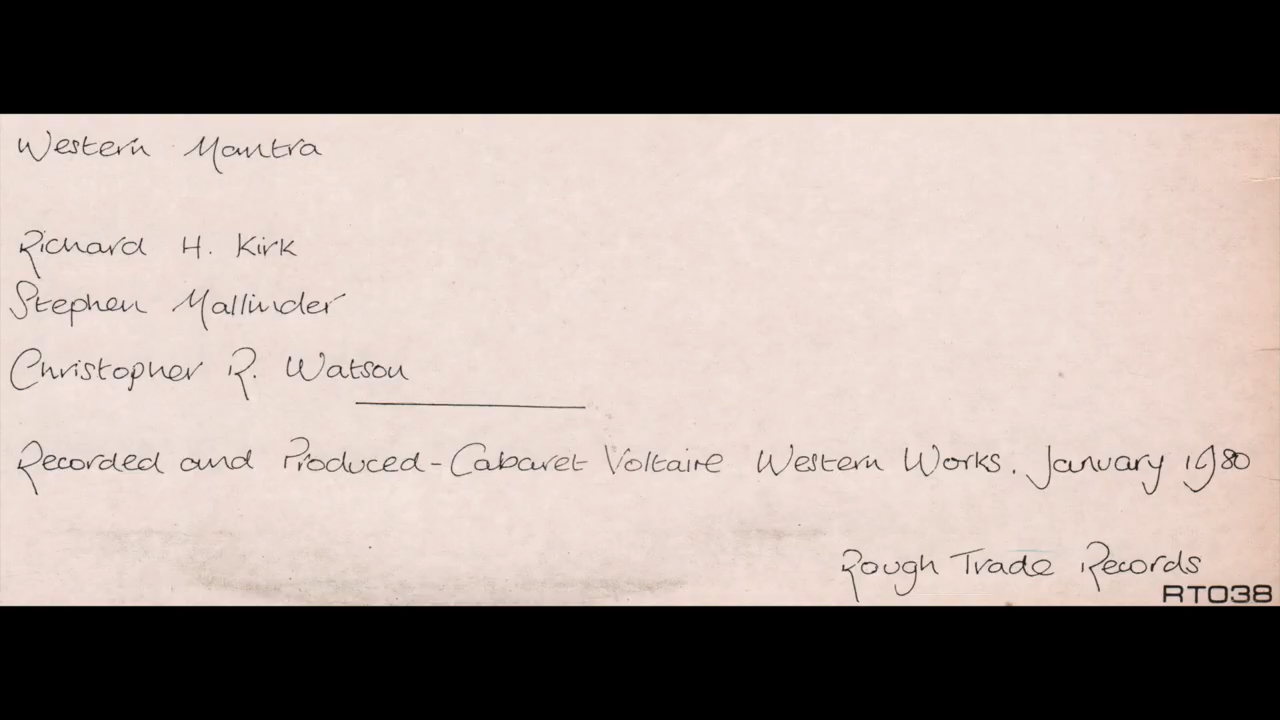 Western Mantra
Richard H. Kirk
Stephen Mallinder
Christopher R. Watson
Recorded and Produced - Cabaret Voltaire Western Works. January 1980
Rough Trade Records
RT038